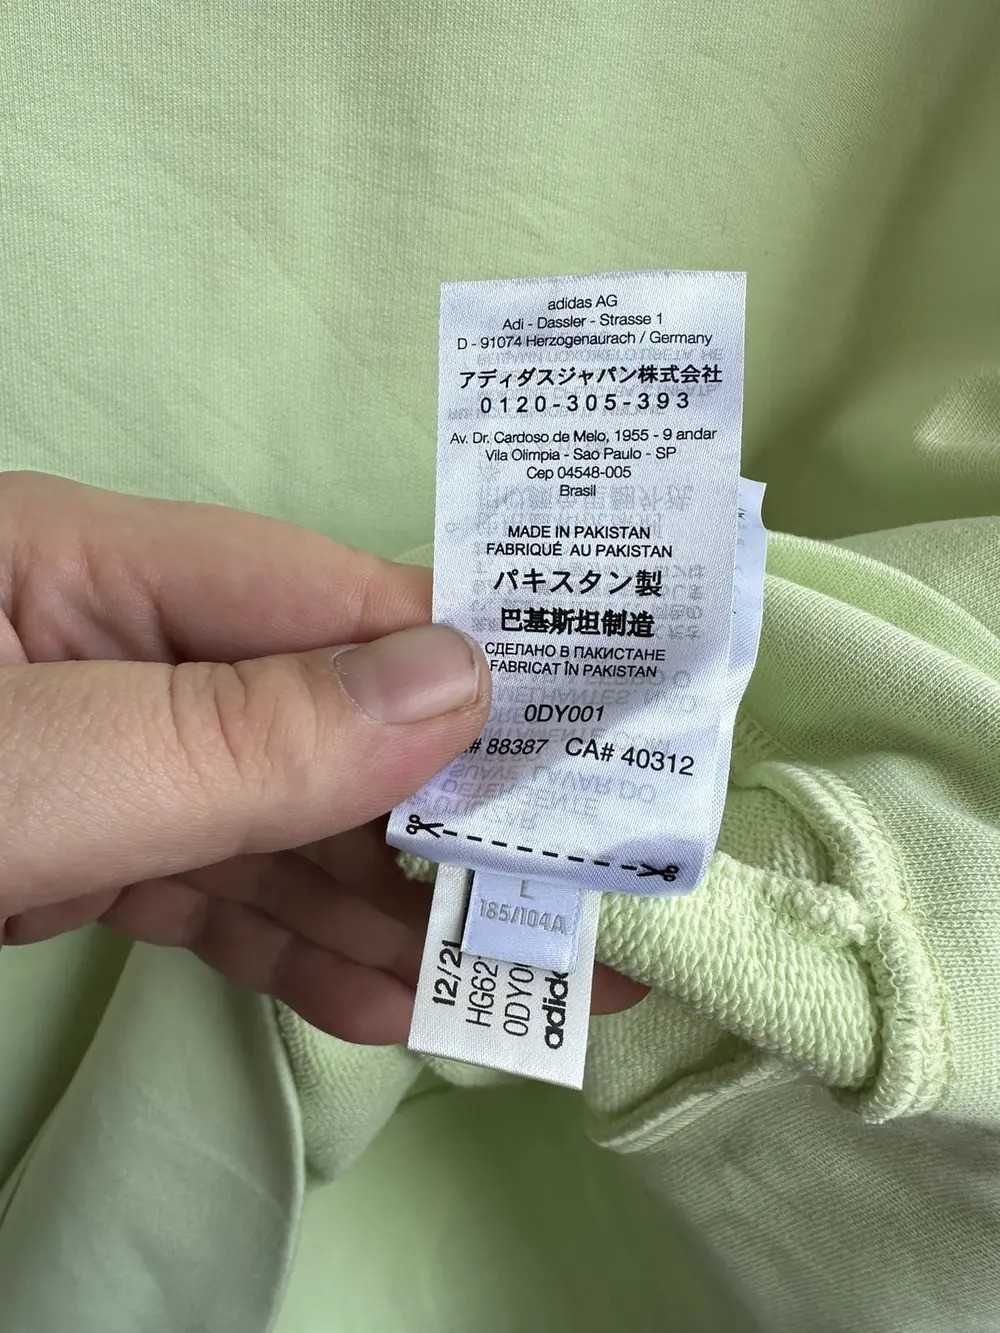 adidas AG
Adi - Dassler - Strasse 1
D - 91074 Herzogenaurach / Germany
アディダスジャパン株式会社
0120-305-393
Av. Dr. Cardoso de Melo, 1955 - 9 andar
Vila Olimpia - Sao Paulo - SP
Cep 04548-005
Brasil
MADE IN PAKISTAN
FABRIQUÉ AU PAKISTAN
パキスタン製
巴基斯坦制造
СДЕЛАНО В ПАКИСТАНЕ
FABRICAT ÎN PAKISTAN
0DY001
# 88387 CA# 40312
L
185/104A
12/21
HG62
0DY0
adid